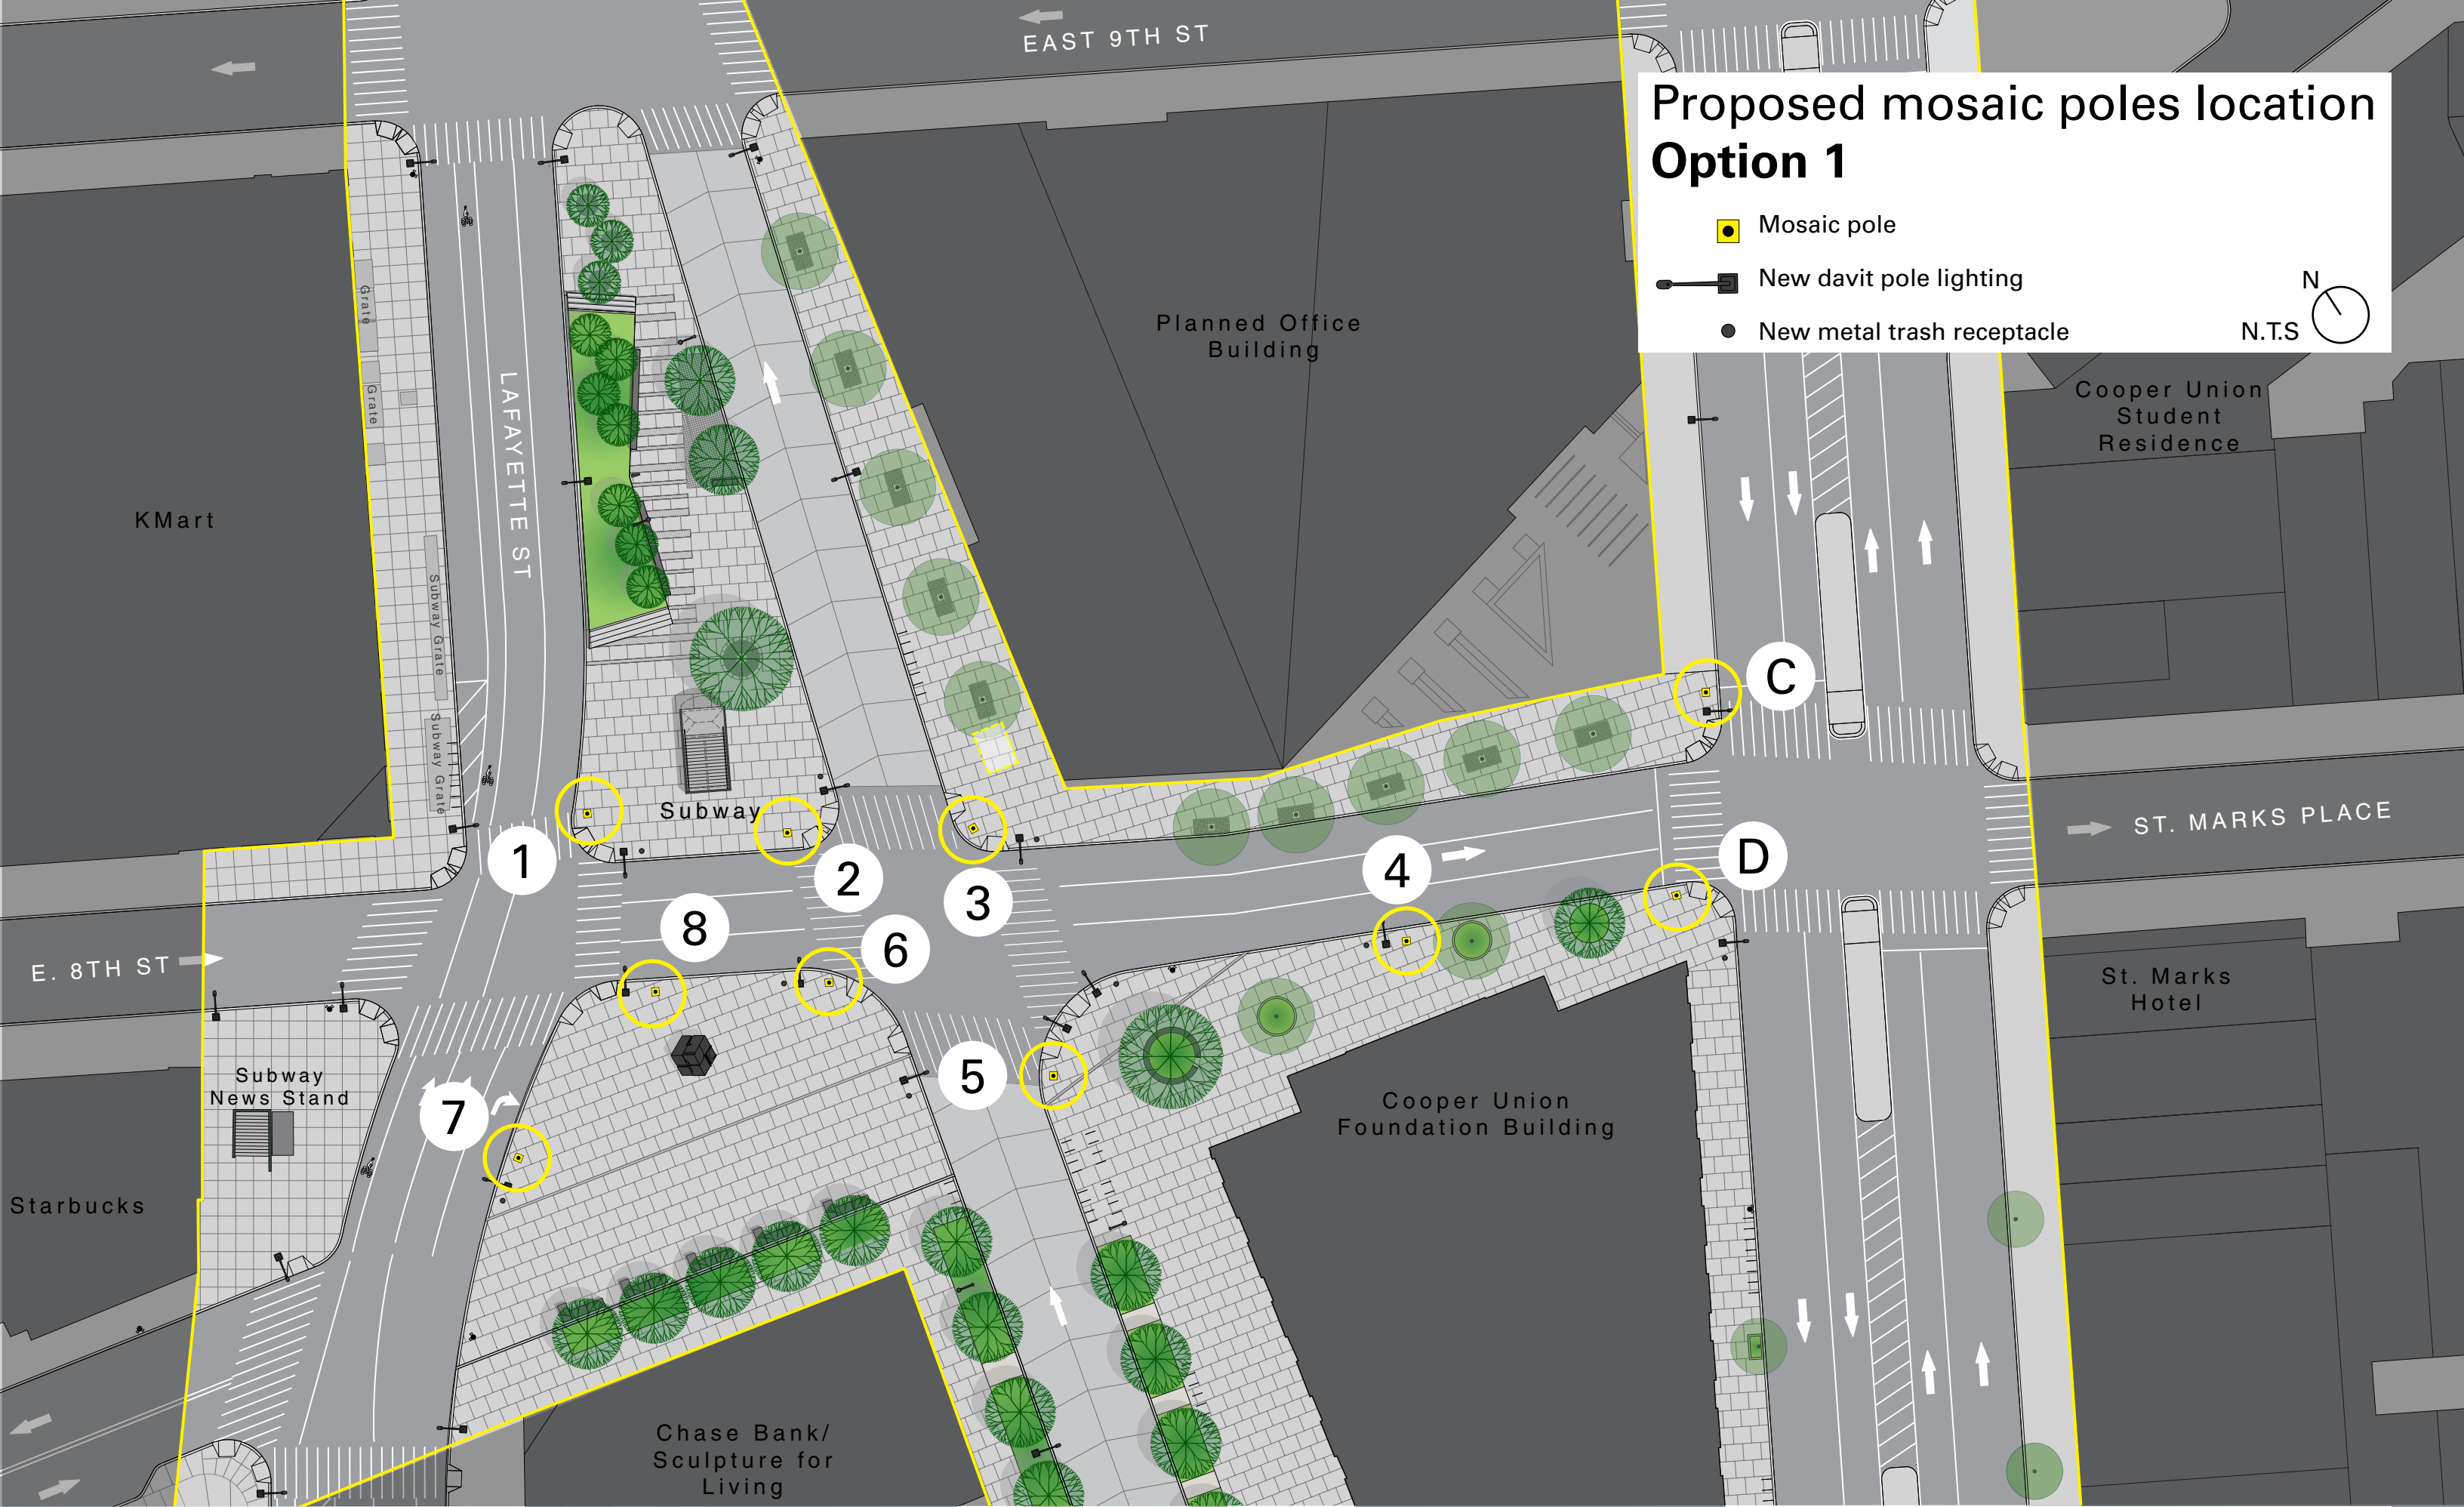 EAST 9TH ST
Proposed mosaic poles location
Option 1
Mosaic pole
New davit pole lighting
New metal trash receptacle
N
N.T.S
Grate
Grate
LAFAYETTE ST
KMart
Planned Office
Building
Cooper Union
Student
Residence
Subway Grate
Subway Grate
Subway
C
ST. MARKS PLACE
1
2
3
4
D
8
6
E. 8TH ST
St. Marks
Hotel
Subway
News Stand
7
5
Cooper Union
Foundation Building
Starbucks
Chase Bank/
Sculpture for
Living